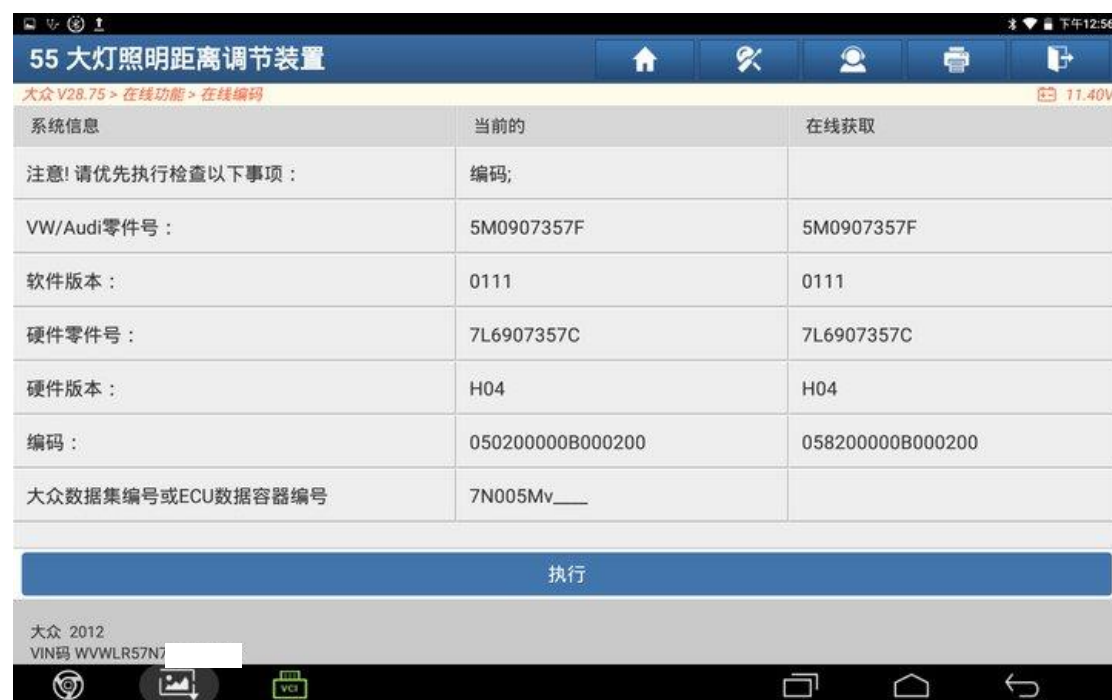 下午12:56
55 大灯照明距离调节装置
大众 V28.75 > 在线功能 > 在线编码
11.40V
系统信息 当前的 在线获取
注意! 请优先执行检查以下事项： 编码;
VW/Audi零件号： 5M0907357F 5M0907357F
软件版本： 0111 0111
硬件零件号： 7L6907357C 7L6907357C
硬件版本： H04 H04
编码： 050200000B000200 058200000B000200
大众数据集编号或ECU数据容器编号 7N005Mv____
执行
大众 2012
VIN码 WVWLR57N7
VCI